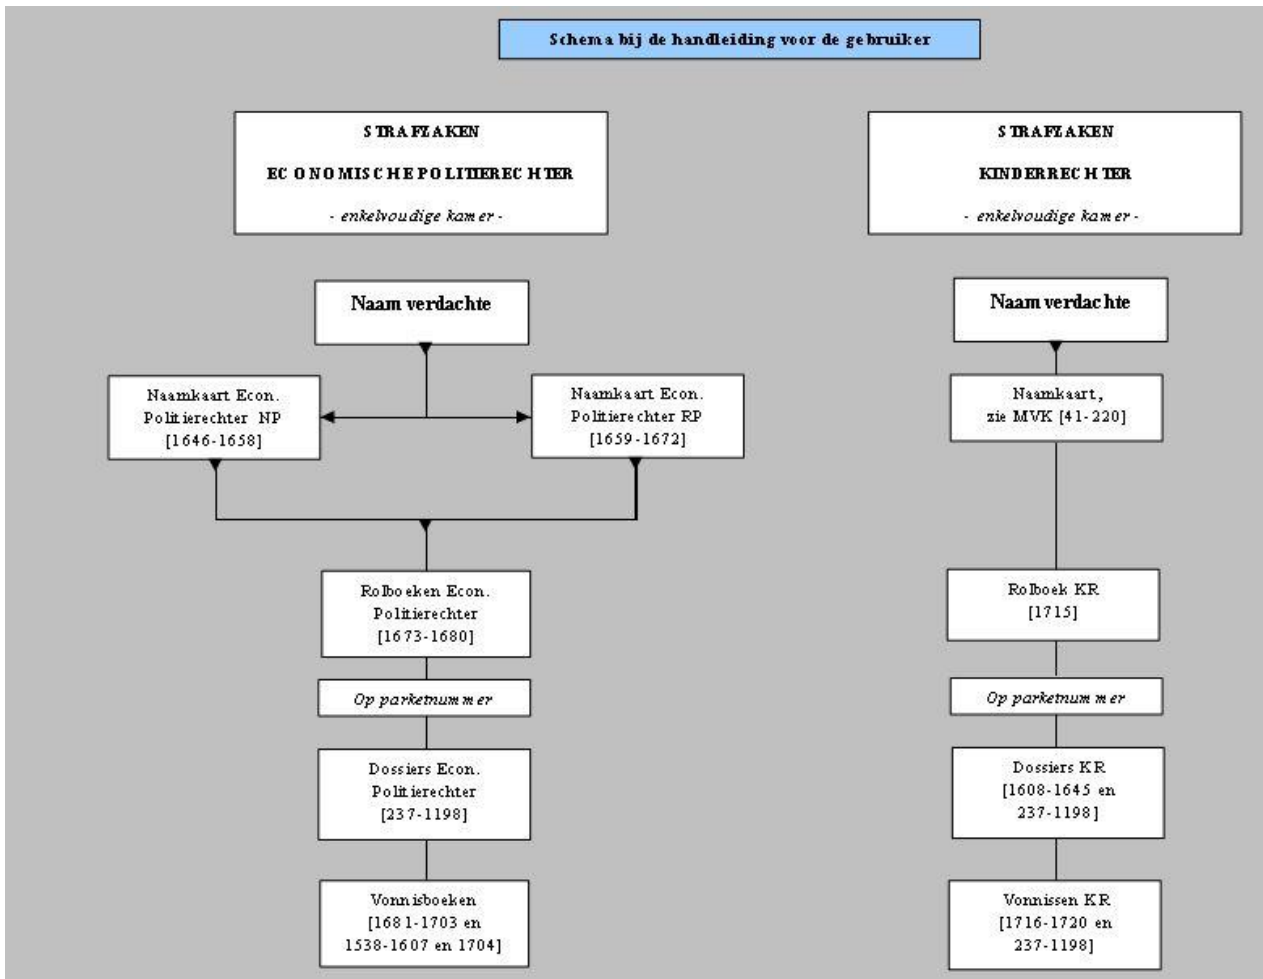 Schema bij de handleiding voor de gebruiker
STRAFZAKEN
ECONOMISCHE POLITIERECHTER
- enkelvoudige kamer -
Naam verdachte
Naamkaart Econ.
Politierechter NP
[1646-1658]
Naamkaart Econ.
Politierechter RP
[1659-1672]
Rolboeken Econ.
Politierechter
[1673-1680]
Op parketnummer
Dossiers Econ.
Politierechter
[237-1198]
Vonnisboeken
[1681-1703 en
1538-1607 en 1704]
STRAFZAKEN
KINDERRECHTER
- enkelvoudige kamer -
Naam verdachte
Naamkaart,
zie MVK [41-220]
Rolboek KR
[1715]
Op parketnummer
Dossiers KR
[1608-1645 en
237-1198]
Vonnissen KR
[1716-1720 en
237-1198]